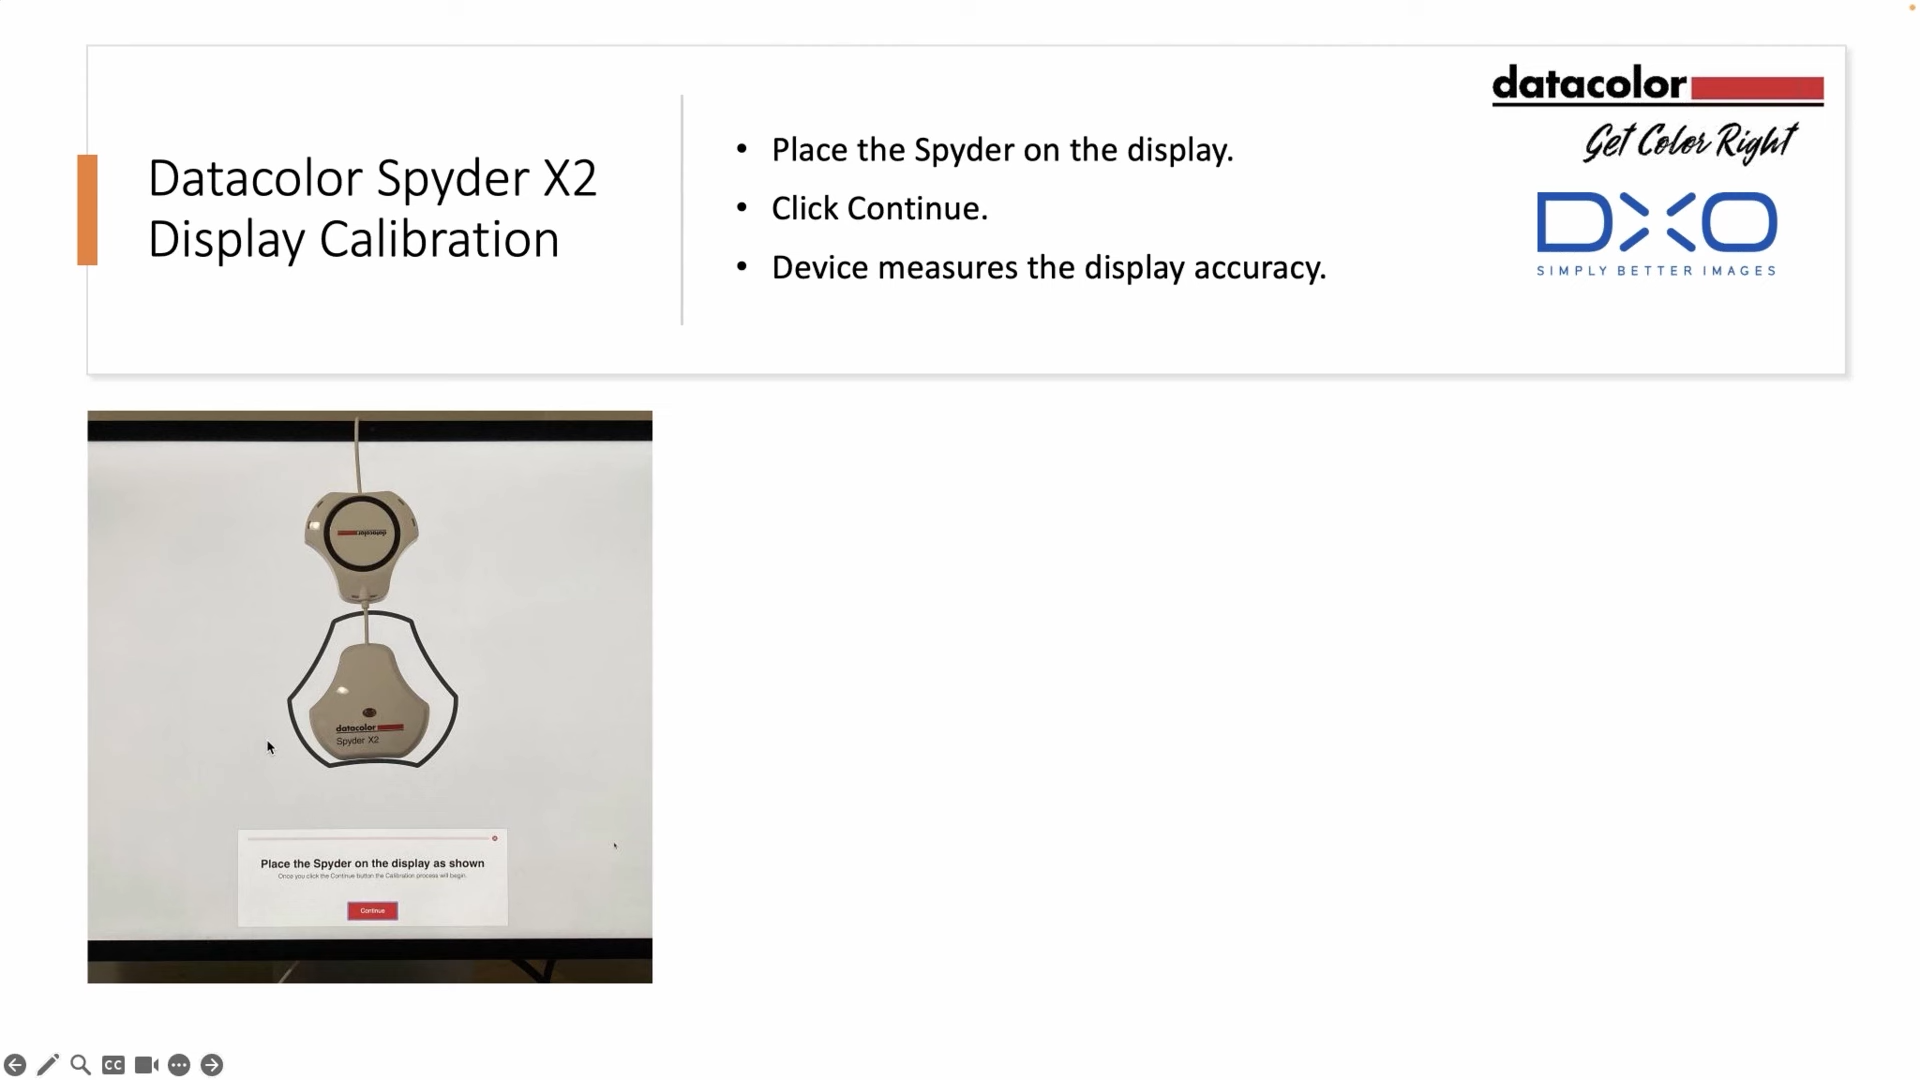 Datacolor Spyder X2
Display Calibration
• Place the Spyder on the display.
• Click Continue.
• Device measures the display accuracy.
datacolor
Get Color Right
DXO
SIMPLY BETTER IMAGES
datacolor
datacolor
Spyder X2
Place the Spyder on the display as shown
Once you click the Continue button the Calibration process will begin.
Continue
CC